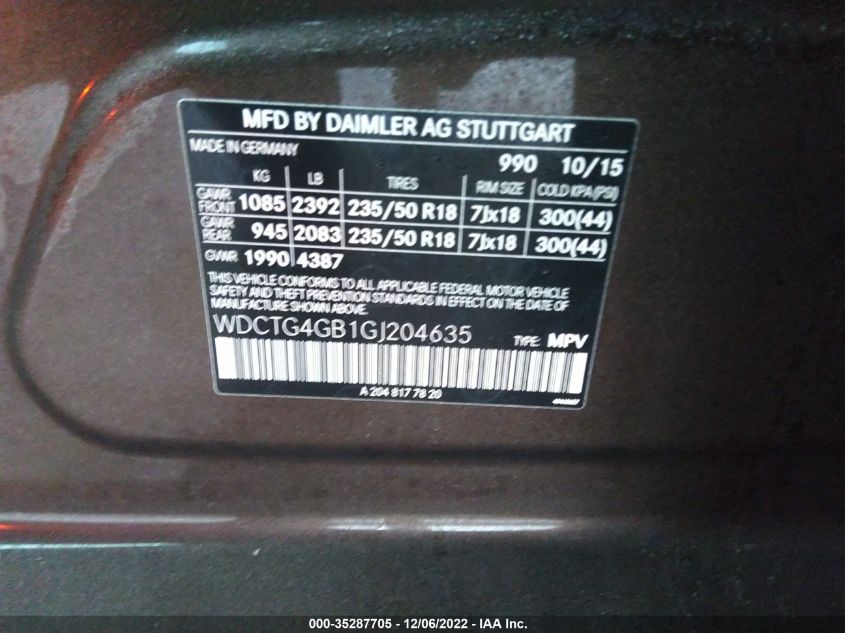 MFD BY DAIMLER AG STUTTGART
MADE IN GERMANY 990 10/15
KG LB TIRES RIM SIZE COLD KPA(PSI)
GAWR FRONT 1085 2392 235/50 R18 7Jx18 300(44)
GAWR REAR 945 2083 235/50 R18 7Jx18 300(44)
GVWR 1990 4387
THIS VEHICLE CONFORMS TO ALL APPLICABLE FEDERAL MOTOR VEHICLE
SAFETY AND THEFT PREVENTION STANDARDS IN EFFECT ON THE DATE OF
MANUFACTURE SHOWN ABOVE.
WDCTG4GB1GJ204635 TYPE: MPV
A 204 817 78 20
000-35287705 - 12/06/2022 - IAA Inc.